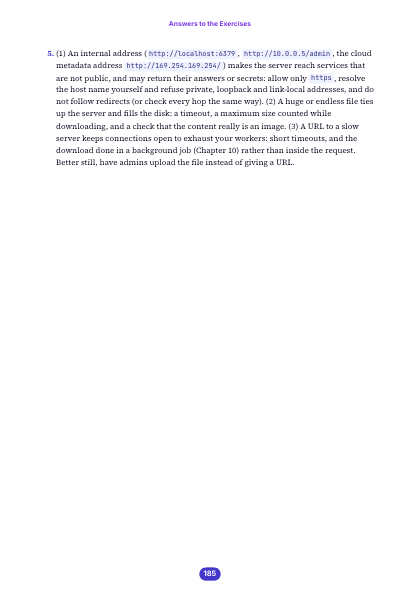 Answers to the Exercises
5. (1) An internal address ( http://localhost:6379 , http://10.0.0.5/admin , the cloud
metadata address http://169.254.169.254/ ) makes the server reach services that
are not public, and may return their answers or secrets: allow only https , resolve
the host name yourself and refuse private, loopback and link-local addresses, and do
not follow redirects (or check every hop the same way). (2) A huge or endless file ties
up the server and fills the disk: a timeout, a maximum size counted while
downloading, and a check that the content really is an image. (3) A URL to a slow
server keeps connections open to exhaust your workers: short timeouts, and the
download done in a background job (Chapter 10) rather than inside the request.
Better still, have admins upload the file instead of giving a URL.
185